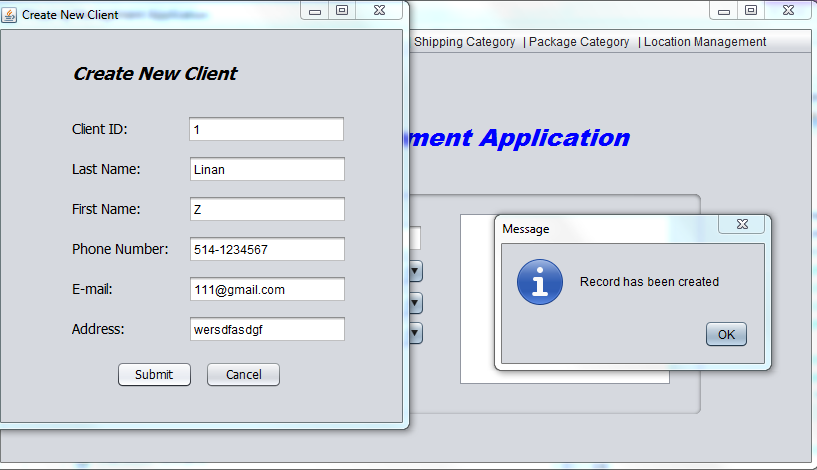 Create New Client
Create New Client
Client ID: 1
Last Name: Linan
First Name: Z
Phone Number: 514-1234567
E-mail: 111@gmail.com
Address: wersdfasdgf
Submit Cancel
Shipping Category | Package Category | Location Management
ment Application
Message
Record has been created
OK